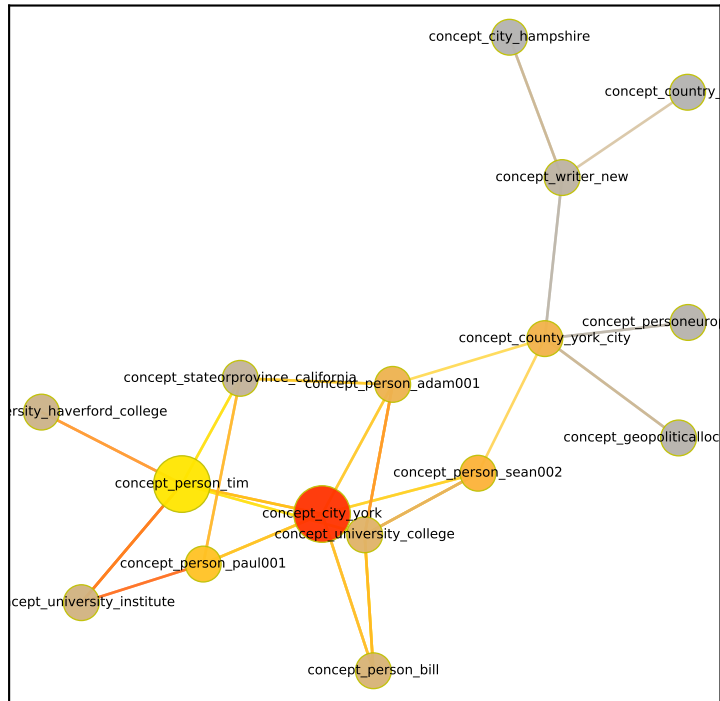 concept_city_hampshire
concept_country_
concept_writer_new
concept_personeurop
concept_county_york_city
concept_stateorprovince_california
concept_person_adam001
ersity_haverford_college
concept_geopoliticalloc
concept_person_sean002
concept_person_tim
concept_city_york
concept_university_college
concept_person_paul001
cept_university_institute
concept_person_bill